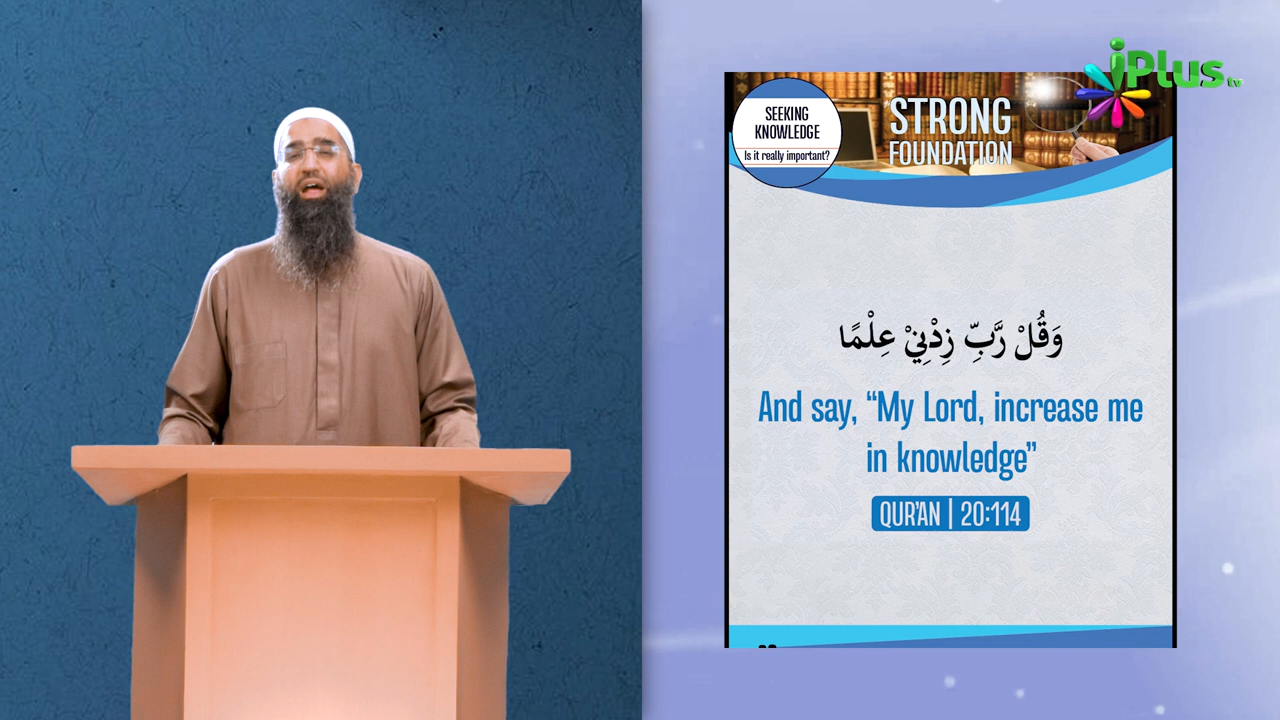 iPlus tv
SEEKING
KNOWLEDGE
Is it really important?
STRONG
FOUNDATION
وَقُلْ رَّبِّ زِدْنِيْ عِلْمًا
And say, “My Lord, increase me
in knowledge”
QUR’AN | 20:114